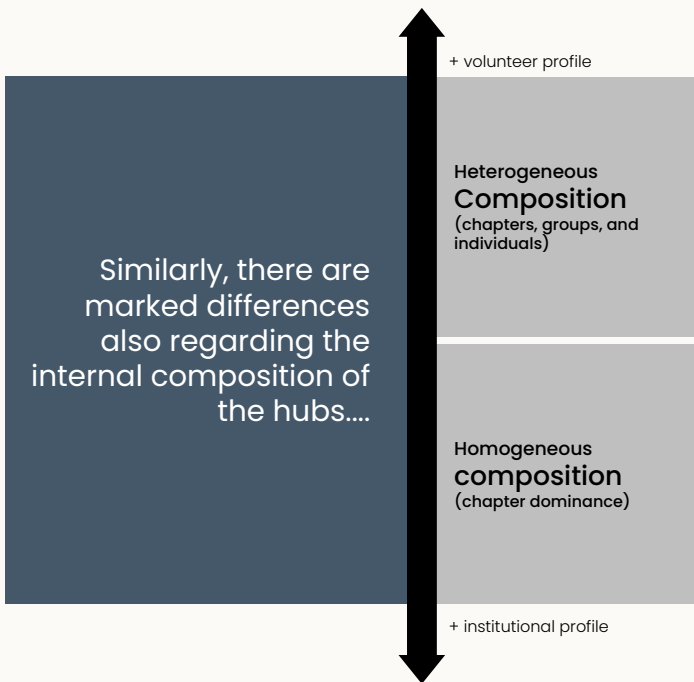 + volunteer profile
Similarly, there are
marked differences
also regarding the
internal composition of
the hubs....
Heterogeneous
Composition
(chapters, groups, and
individuals)
Homogeneous
composition
(chapter dominance)
+ institutional profile